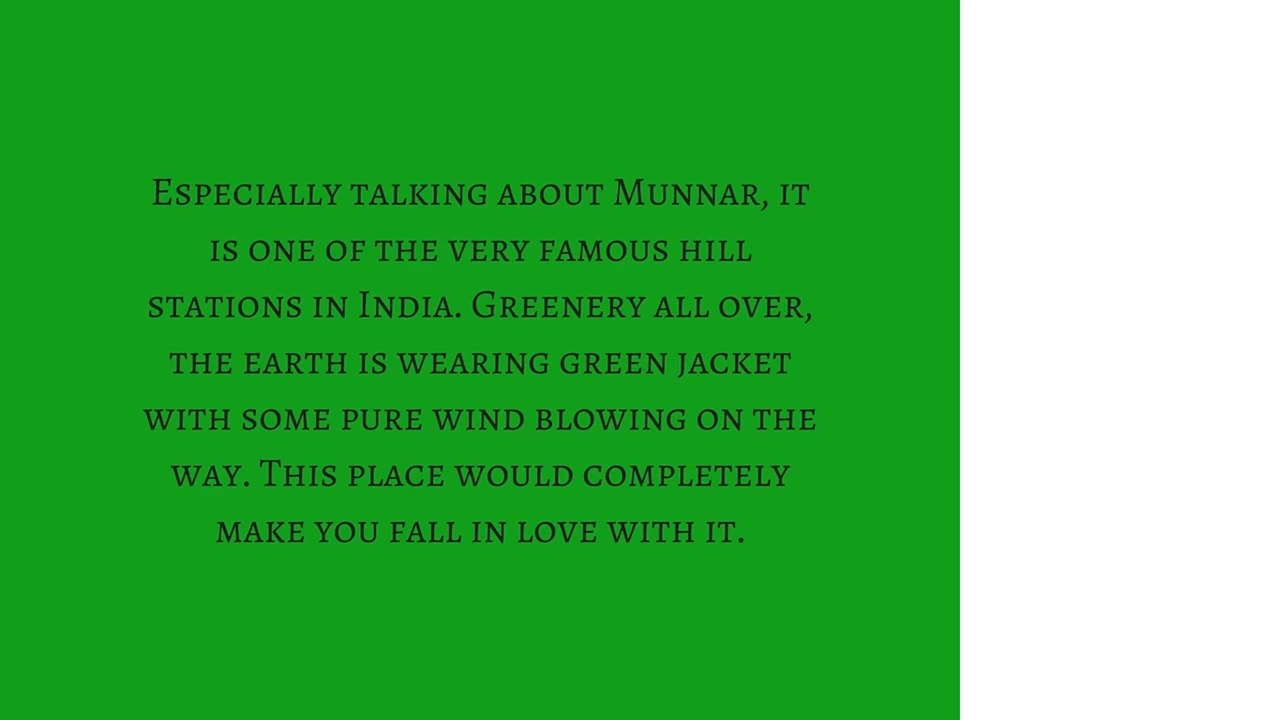 Especially talking about Munnar, it
is one of the very famous hill
stations in India. Greenery all over,
the earth is wearing green jacket
with some pure wind blowing on the
way. This place would completely
make you fall in love with it.